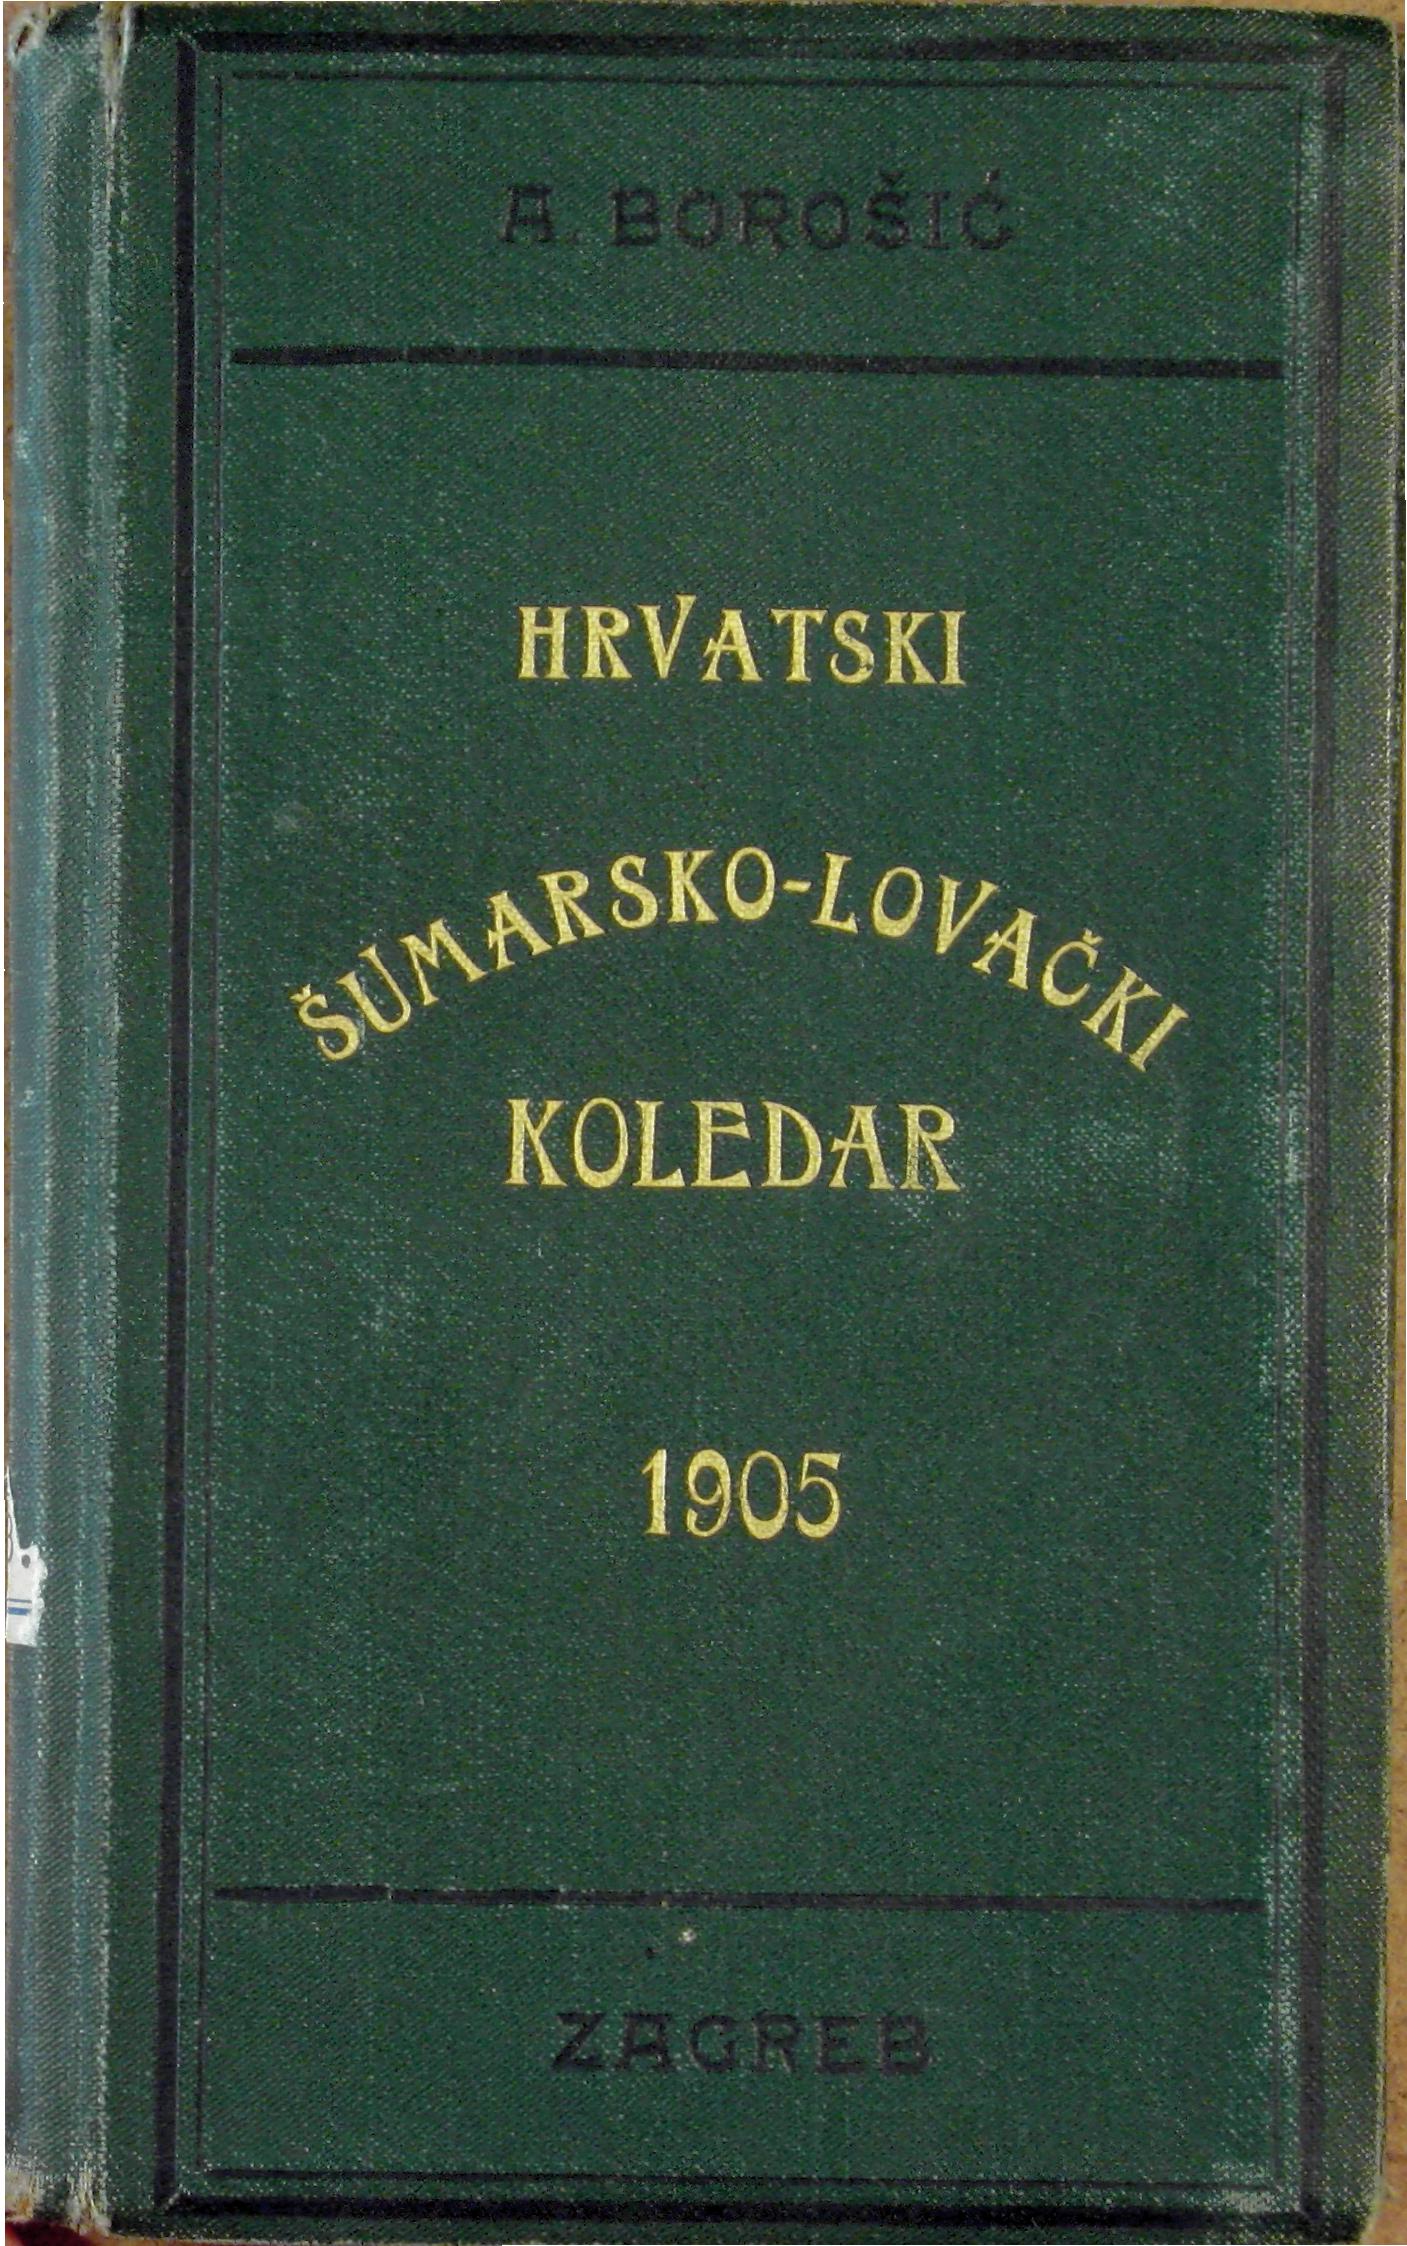 A. BOROŠIĆ
HRVATSKI
ŠUMARSKO-LOVAČKI
KOLEDAR
1905
ZAGREB